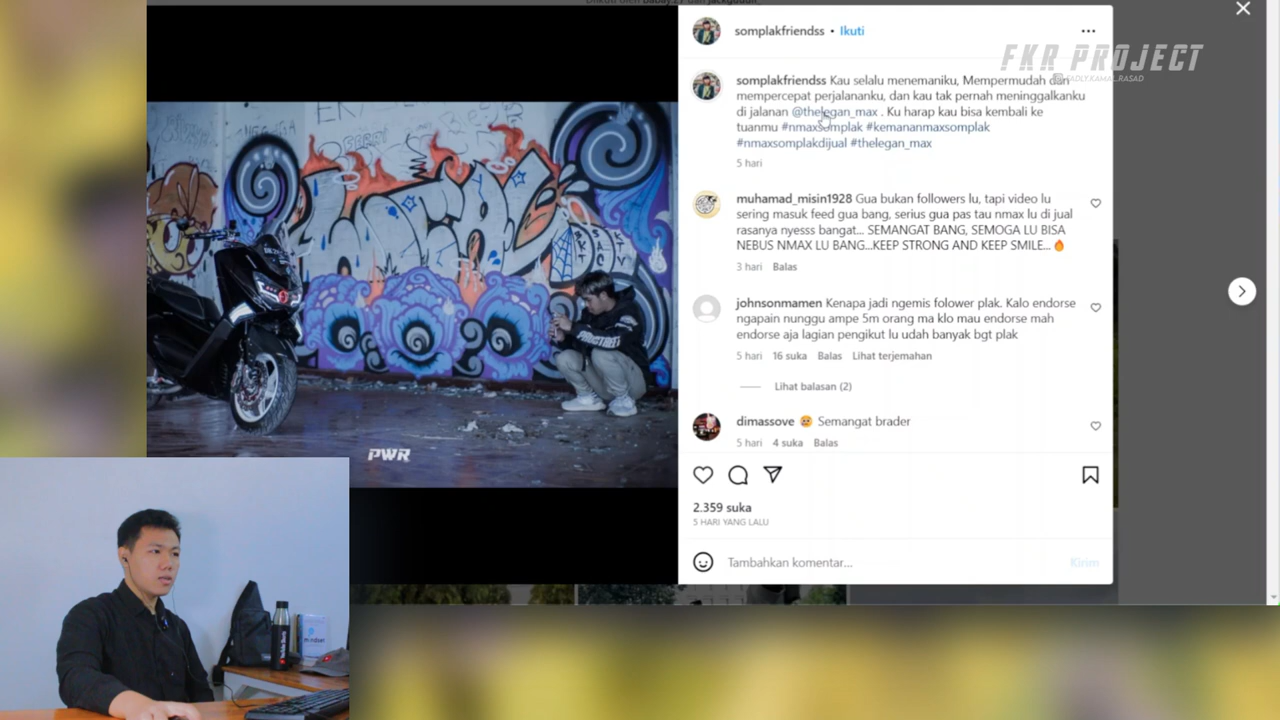 somplakfriendss • Ikuti
FKR PROJECT
FADLY.KAMAL.RASAD
somplakfriendss Kau selalu menemaniku, Mempermudah dan
mempercepat perjalananku, dan kau tak pernah meninggalkanku
di jalanan @thelegan_max . Ku harap kau bisa kembali ke
tuanmu #nmaxsomplak #kemananmaxsomplak
#nmaxsomplakdijual #thelegan_max
5 hari
muhamad_misin1928 Gua bukan followers lu, tapi video lu
sering masuk feed gua bang, serius gua pas tau nmax lu di jual
rasanya nyesss bangat... SEMANGAT BANG, SEMOGA LU BISA
NEBUS NMAX LU BANG...KEEP STRONG AND KEEP SMILE... 🔥
3 hari Balas
johnsonmamen Kenapa jadi ngemis folower plak. Kalo endorse
ngapain nunggu ampe 5m orang ma klo mau endorse mah
endorse aja lagian pengikut lu udah banyak bgt plak
5 hari 16 suka Balas Lihat terjemahan
Lihat balasan (2)
dimassove 🥺 Semangat brader
5 hari 4 suka Balas
2.359 suka
5 HARI YANG LALU
Tambahkan komentar...
Kirim
LOCAL
PWR
mindset